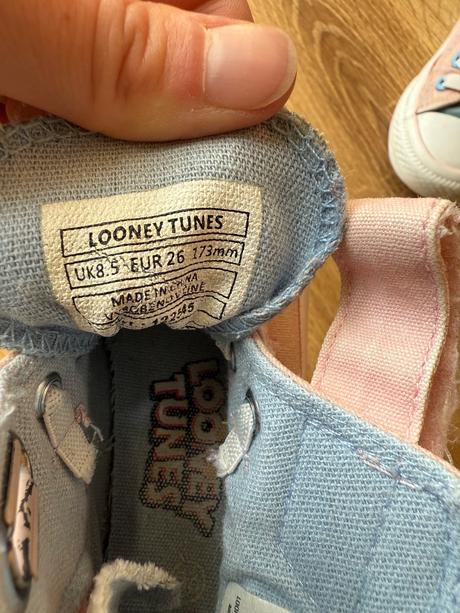 LOONEY TUNES
UK8.5 EUR 26 173mm
MADE IN CHINA
LOONEY
TUNES